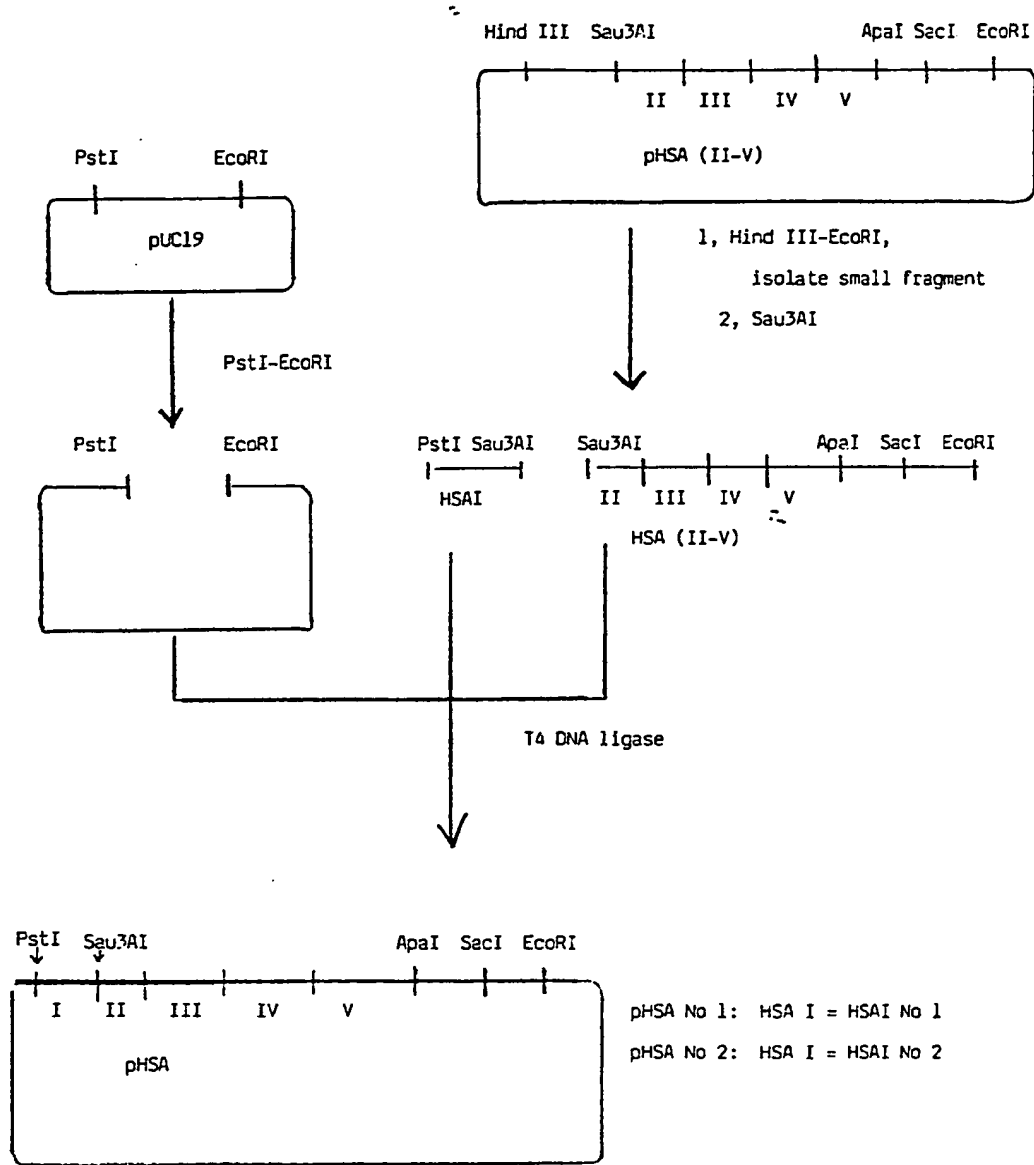 Hind III Sau3AI ApaI SacI EcoRI
II III IV V
pHSA (II-V)
PstI EcoRI
pUC19
1, Hind III-EcoRI,
isolate small fragment
2, Sau3AI
PstI-EcoRI
PstI EcoRI
PstI Sau3AI
HSAI
Sau3AI ApaI SacI EcoRI
II III IV V
HSA (II-V)
T4 DNA ligase
PstI Sau3AI ApaI SacI EcoRI
I II III IV V
pHSA
pHSA No 1: HSA I = HSAI No 1
pHSA No 2: HSA I = HSAI No 2